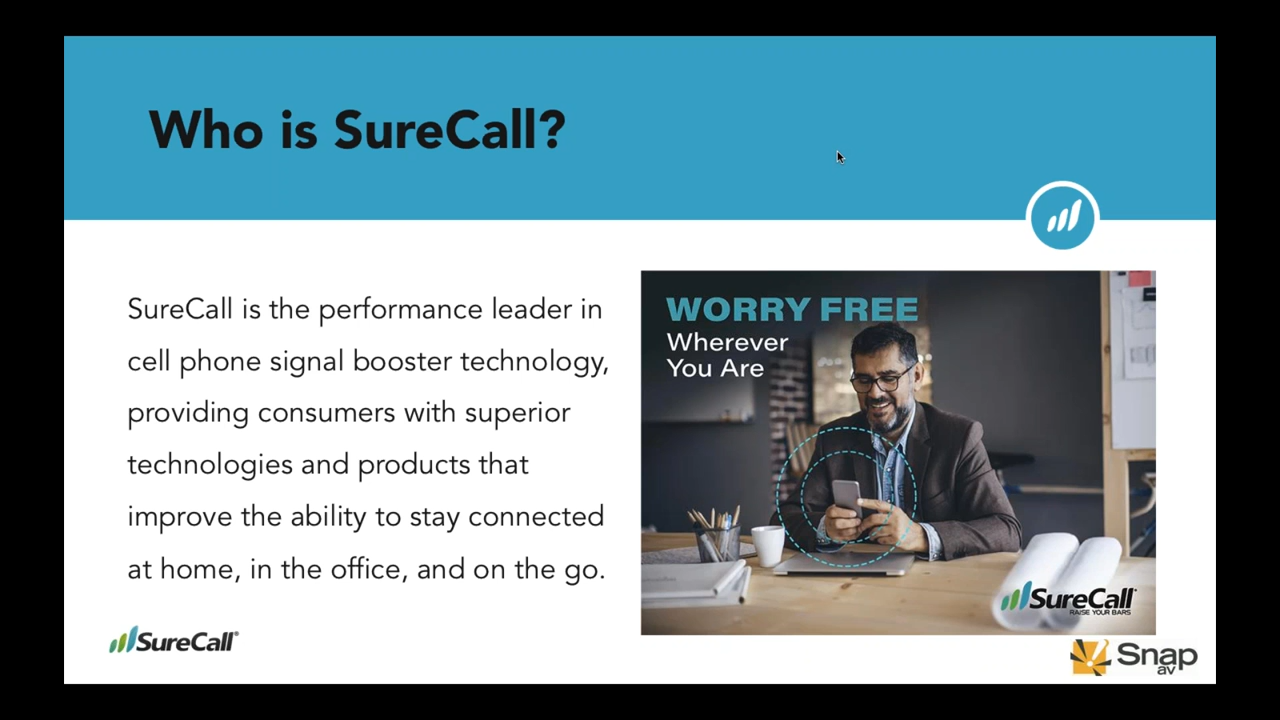 Who is SureCall?
SureCall is the performance leader in
cell phone signal booster technology,
providing consumers with superior
technologies and products that
improve the ability to stay connected
at home, in the office, and on the go.
WORRY FREE
Wherever
You Are
SureCall
RAISE YOUR BARS
SureCall®
Snap
av